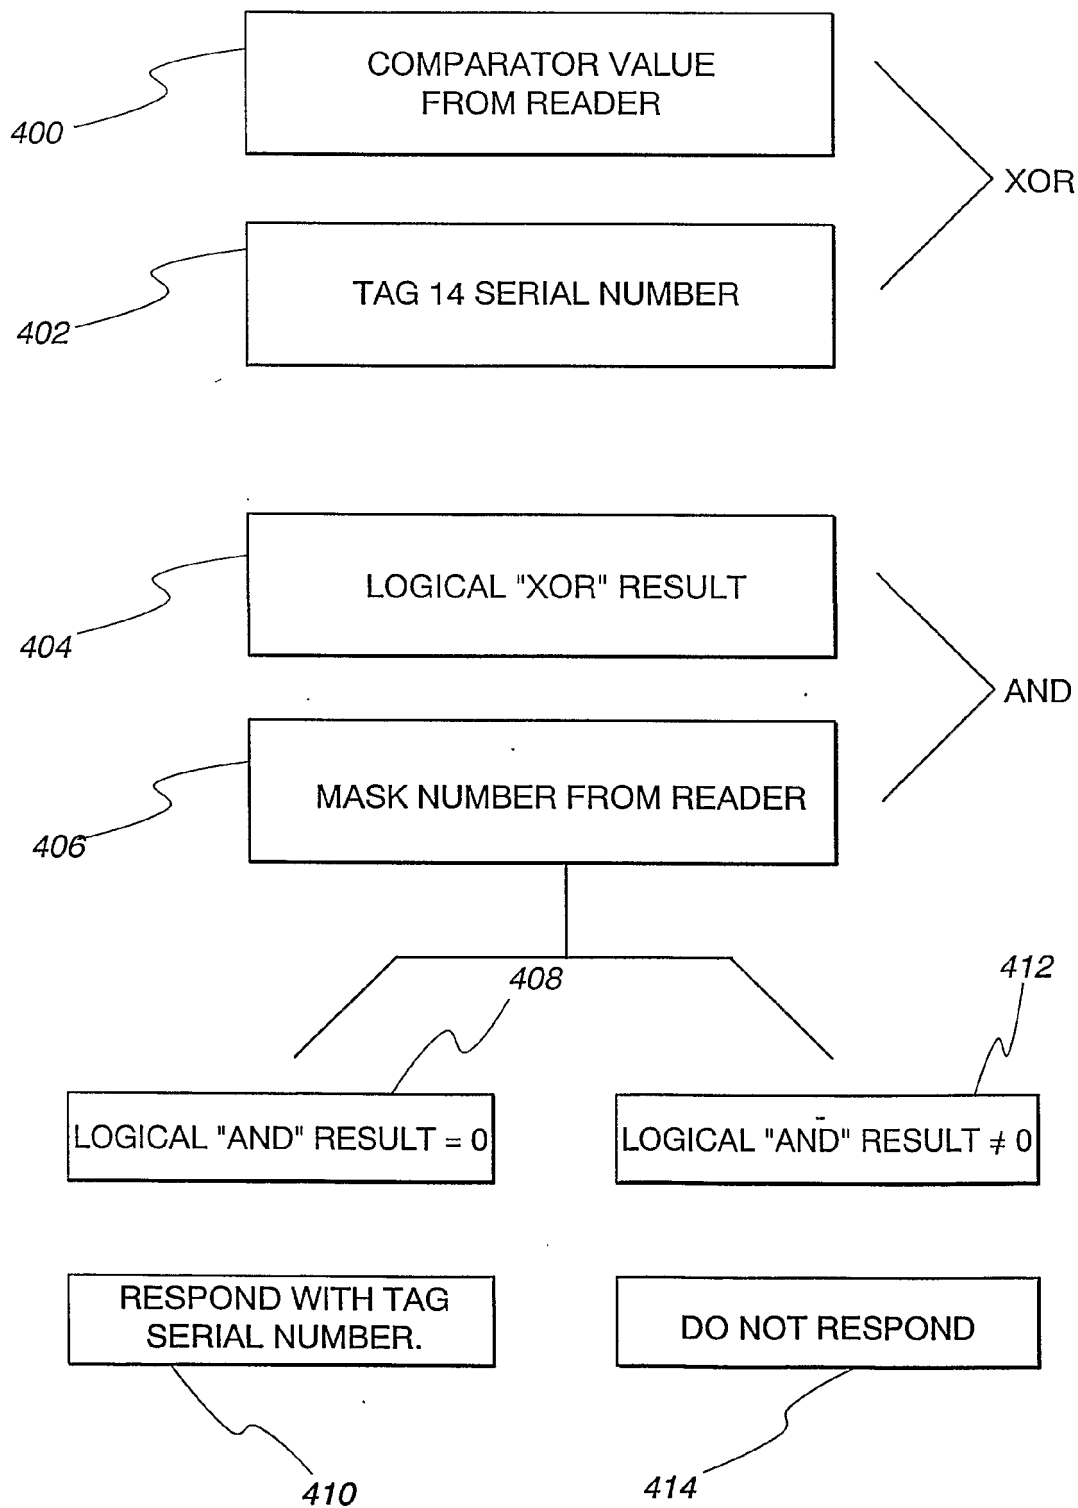 COMPARATOR VALUE
FROM READER
400
XOR
TAG 14 SERIAL NUMBER
402
LOGICAL "XOR" RESULT
404
AND
MASK NUMBER FROM READER
406
408
412
LOGICAL "AND" RESULT = 0
LOGICAL "AND" RESULT ≠ 0
RESPOND WITH TAG
SERIAL NUMBER.
DO NOT RESPOND
410
414